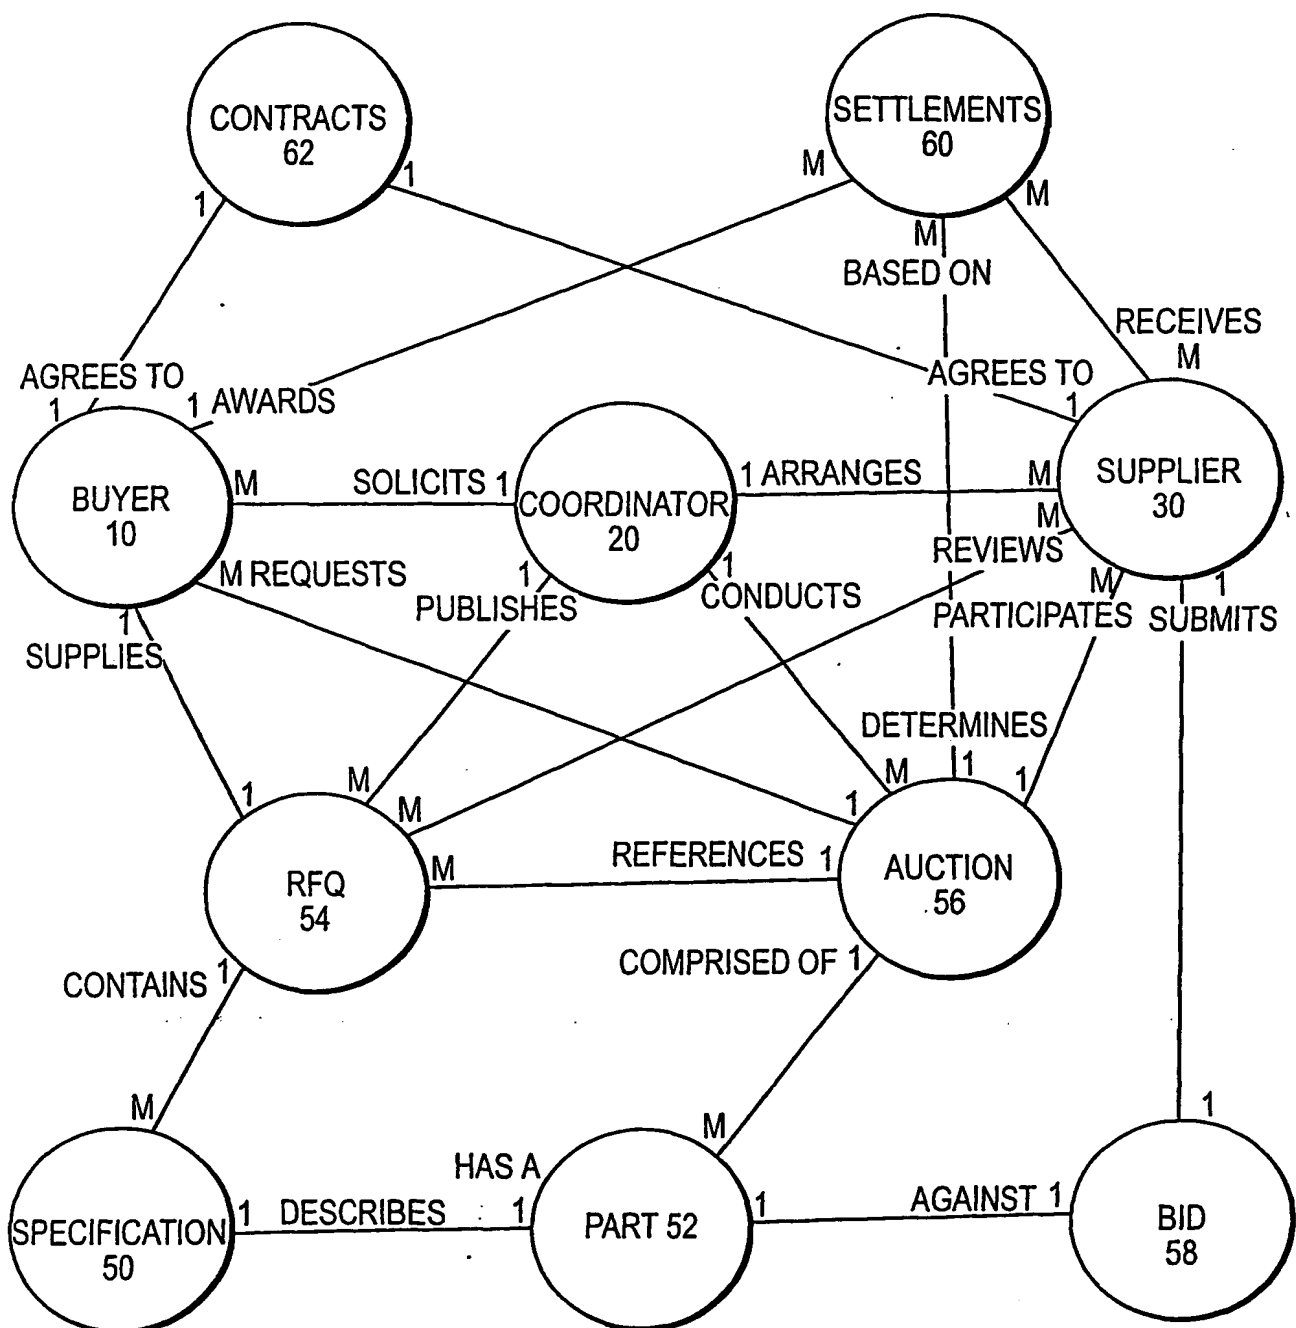 CONTRACTS
62
SETTLEMENTS
60
M
1
1
M
M
BASED ON
RECEIVES
M
AGREES TO
1
1 AWARDS
AGREES TO
1
BUYER
10
M
SOLICITS 1
COORDINATOR
20
1 ARRANGES
M
SUPPLIER
30
M
REVIEWS
M REQUESTS
1
PUBLISHES
1
CONDUCTS
M
PARTICIPATES
1
SUBMITS
1
SUPPLIES
DETERMINES
1
M
M
1
1
M
1
RFQ
54
M
REFERENCES 1
AUCTION
56
CONTAINS 1
COMPRISED OF 1
M
M
1
SPECIFICATION
50
1 DESCRIBES
HAS A
1
PART 52
1
AGAINST 1
BID
58